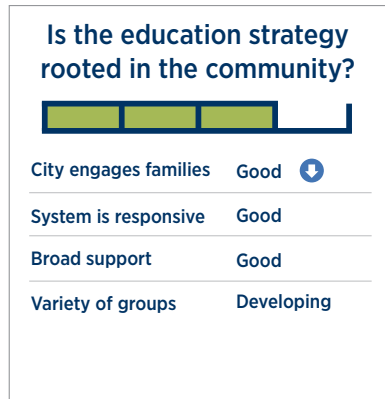 Is the education strategy
rooted in the community?
City engages families Good
System is responsive Good
Broad support Good
Variety of groups Developing